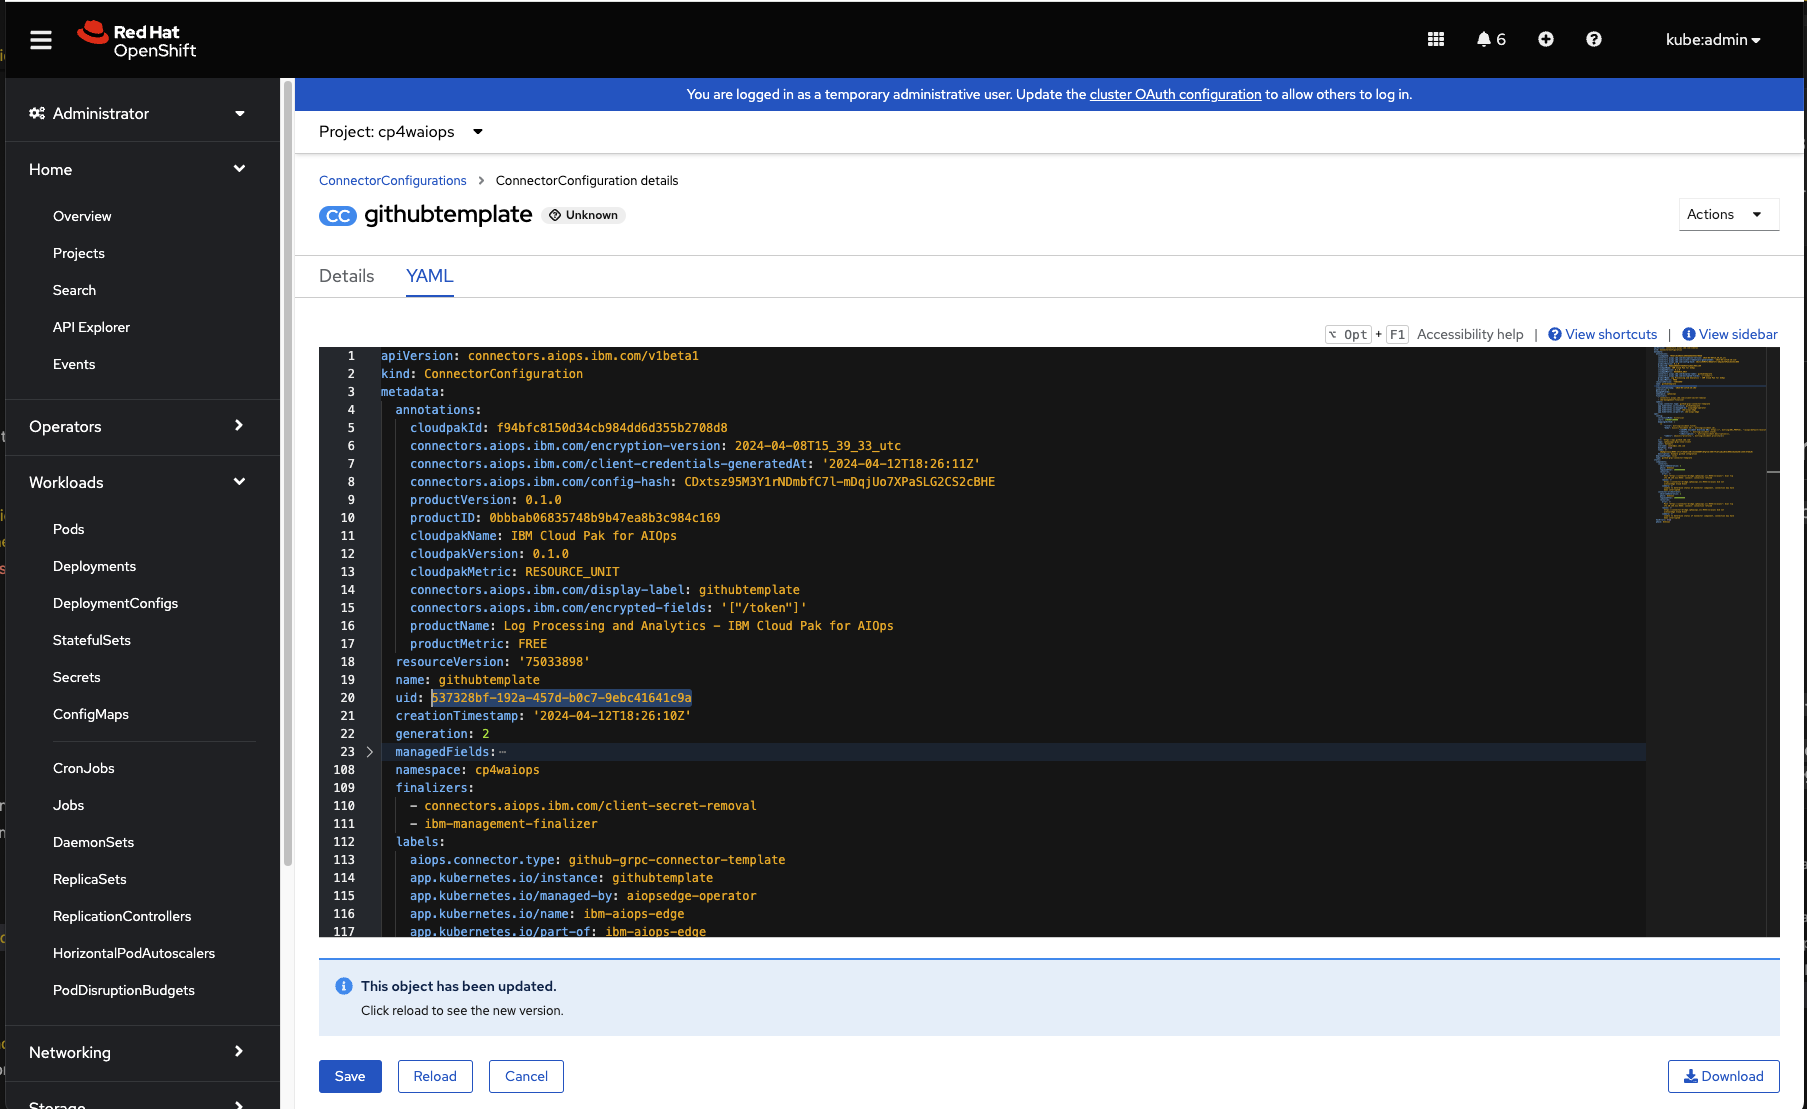 Red Hat
OpenShift
6
kube:admin
Administrator
Home
Overview
Projects
Search
API Explorer
Events
Operators
Workloads
Pods
Deployments
DeploymentConfigs
StatefulSets
Secrets
ConfigMaps
CronJobs
Jobs
DaemonSets
ReplicaSets
ReplicationControllers
HorizontalPodAutoscalers
PodDisruptionBudgets
Networking
Storage
You are logged in as a temporary administrative user. Update the cluster OAuth configuration to allow others to log in.
Project: cp4waiops
ConnectorConfigurations > ConnectorConfiguration details
CC githubtemplate Unknown
Actions
Details YAML
⌥ Opt + F1 Accessibility help | View shortcuts | View sidebar
1 apiVersion: connectors.aiops.ibm.com/v1beta1
2 kind: ConnectorConfiguration
3 metadata:
4 annotations:
5 cloudpakId: f94bfc8150d34cb984dd6d355b2708d8
6 connectors.aiops.ibm.com/encryption-version: 2024-04-08T15_39_33_utc
7 connectors.aiops.ibm.com/client-credentials-generatedAt: '2024-04-12T18:26:11Z'
8 connectors.aiops.ibm.com/config-hash: CDxtsz95M3Y1rNDmbfC7l-mDqjUo7XPaSLG2CS2cBHE
9 productVersion: 0.1.0
10 productID: 0bbbab06835748b9b47ea8b3c984c169
11 cloudpakName: IBM Cloud Pak for AIOps
12 cloudpakVersion: 0.1.0
13 cloudpakMetric: RESOURCE_UNIT
14 connectors.aiops.ibm.com/display-label: githubtemplate
15 connectors.aiops.ibm.com/encrypted-fields: '["/token"]'
16 productName: Log Processing and Analytics - IBM Cloud Pak for AIOps
17 productMetric: FREE
18 resourceVersion: '75033898'
19 name: githubtemplate
20 uid: 537328bf-192a-457d-b0c7-9ebc41641c9a
21 creationTimestamp: '2024-04-12T18:26:10Z'
22 generation: 2
23 > managedFields:⋯
108 namespace: cp4waiops
109 finalizers:
110 - connectors.aiops.ibm.com/client-secret-removal
111 - ibm-management-finalizer
112 labels:
113 aiops.connector.type: github-grpc-connector-template
114 app.kubernetes.io/instance: githubtemplate
115 app.kubernetes.io/managed-by: aiopsedge-operator
116 app.kubernetes.io/name: ibm-aiops-edge
117 app.kubernetes.io/part-of: ibm-aiops-edge
This object has been updated.
Click reload to see the new version.
Save Reload Cancel Download